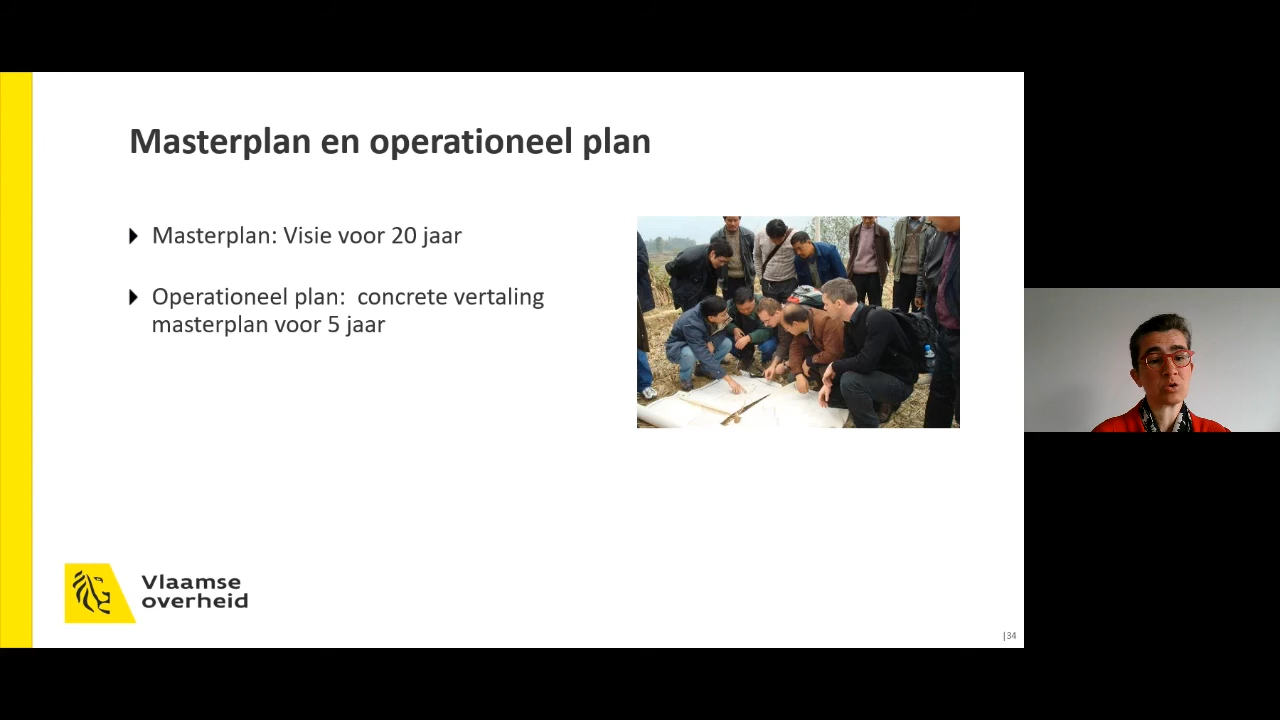 Masterplan en operationeel plan
Masterplan: Visie voor 20 jaar
Operationeel plan:  concrete vertaling
masterplan voor 5 jaar
Vlaamse
overheid
|34